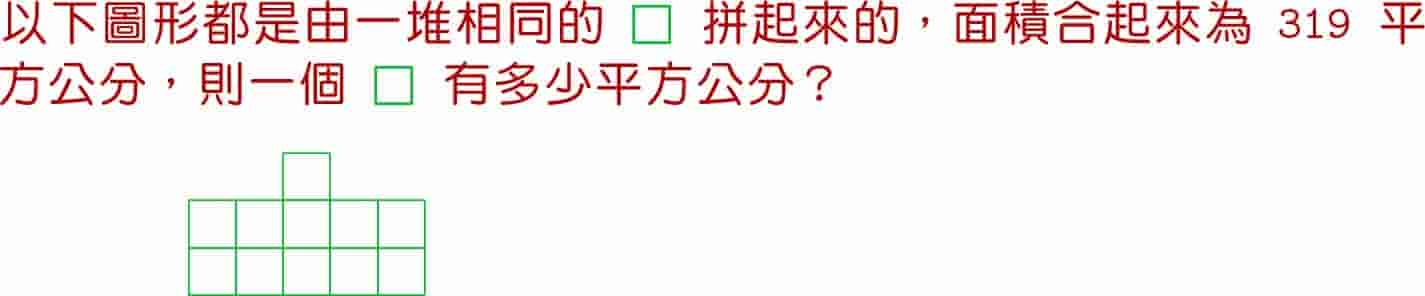 以下圖形都是由一堆相同的 □ 拼起來的，面積合起來為 319 平
方公分，則一個 □ 有多少平方公分？